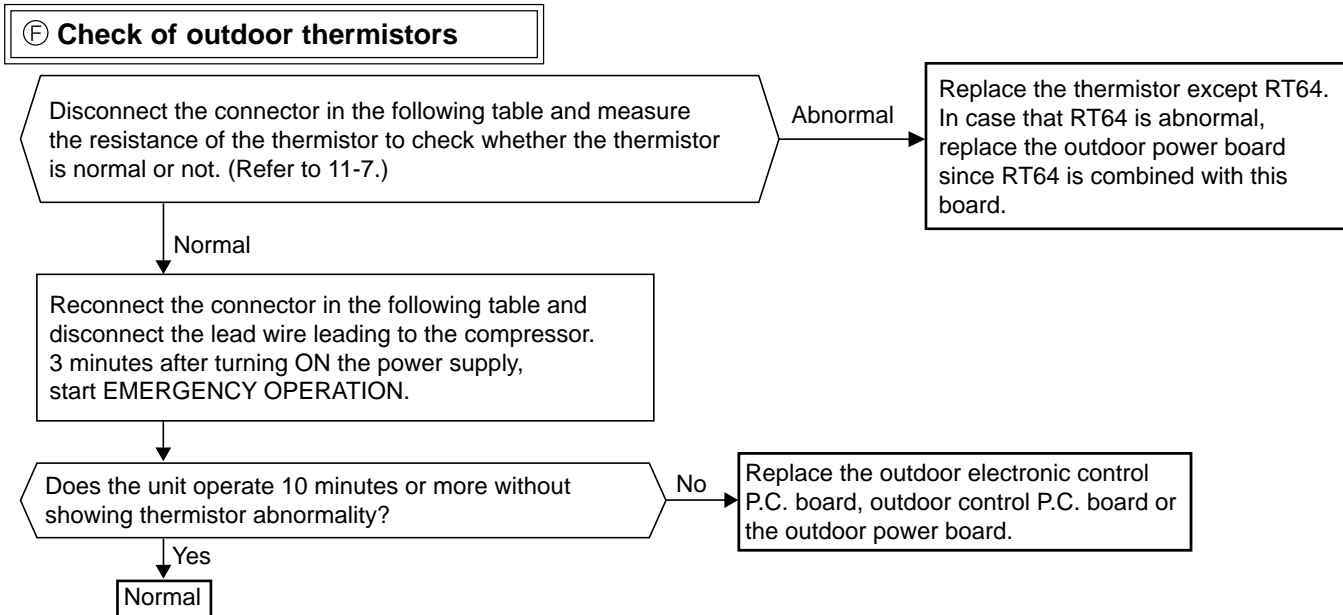 Ⓕ Check of outdoor thermistors
Disconnect the connector in the following table and measure
the resistance of the thermistor to check whether the thermistor
is normal or not. (Refer to 11-7.)
Abnormal
Replace the thermistor except RT64.
In case that RT64 is abnormal,
replace the outdoor power board
since RT64 is combined with this
board.
Normal
Reconnect the connector in the following table and
disconnect the lead wire leading to the compressor.
3 minutes after turning ON the power supply,
start EMERGENCY OPERATION.
Does the unit operate 10 minutes or more without
showing thermistor abnormality?
No
Replace the outdoor electronic control
P.C. board, outdoor control P.C. board or
the outdoor power board.
Yes
Normal